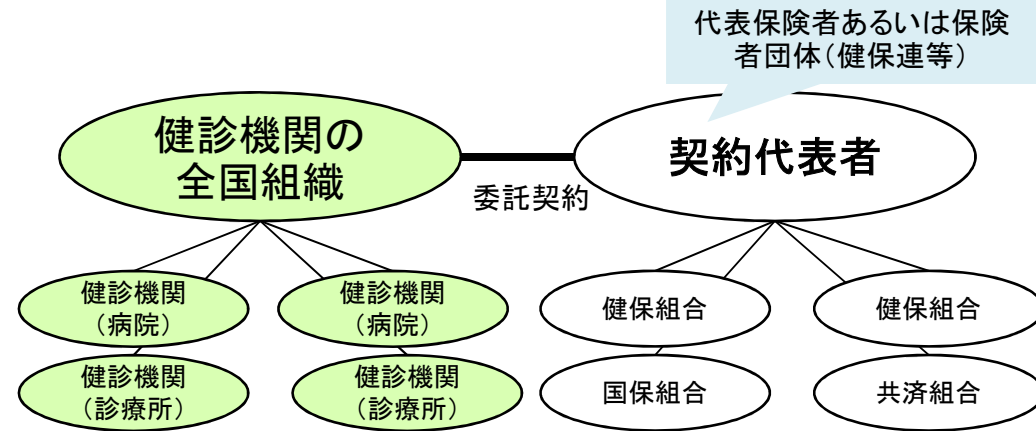 代表保険者あるいは保険
者団体(健保連等)
健診機関の
全国組織
契約代表者
委託契約
健診機関
(病院)
健診機関
(病院)
健保組合
健保組合
健診機関
(診療所)
健診機関
(診療所)
国保組合
共済組合